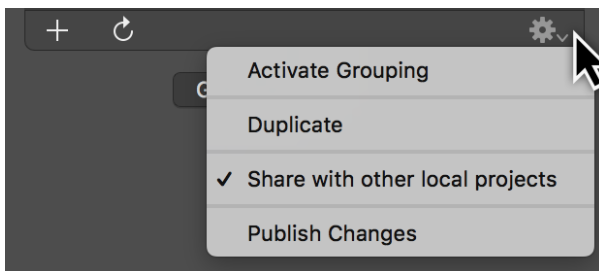 Activate Grouping
Duplicate
✓ Share with other local projects
Publish Changes